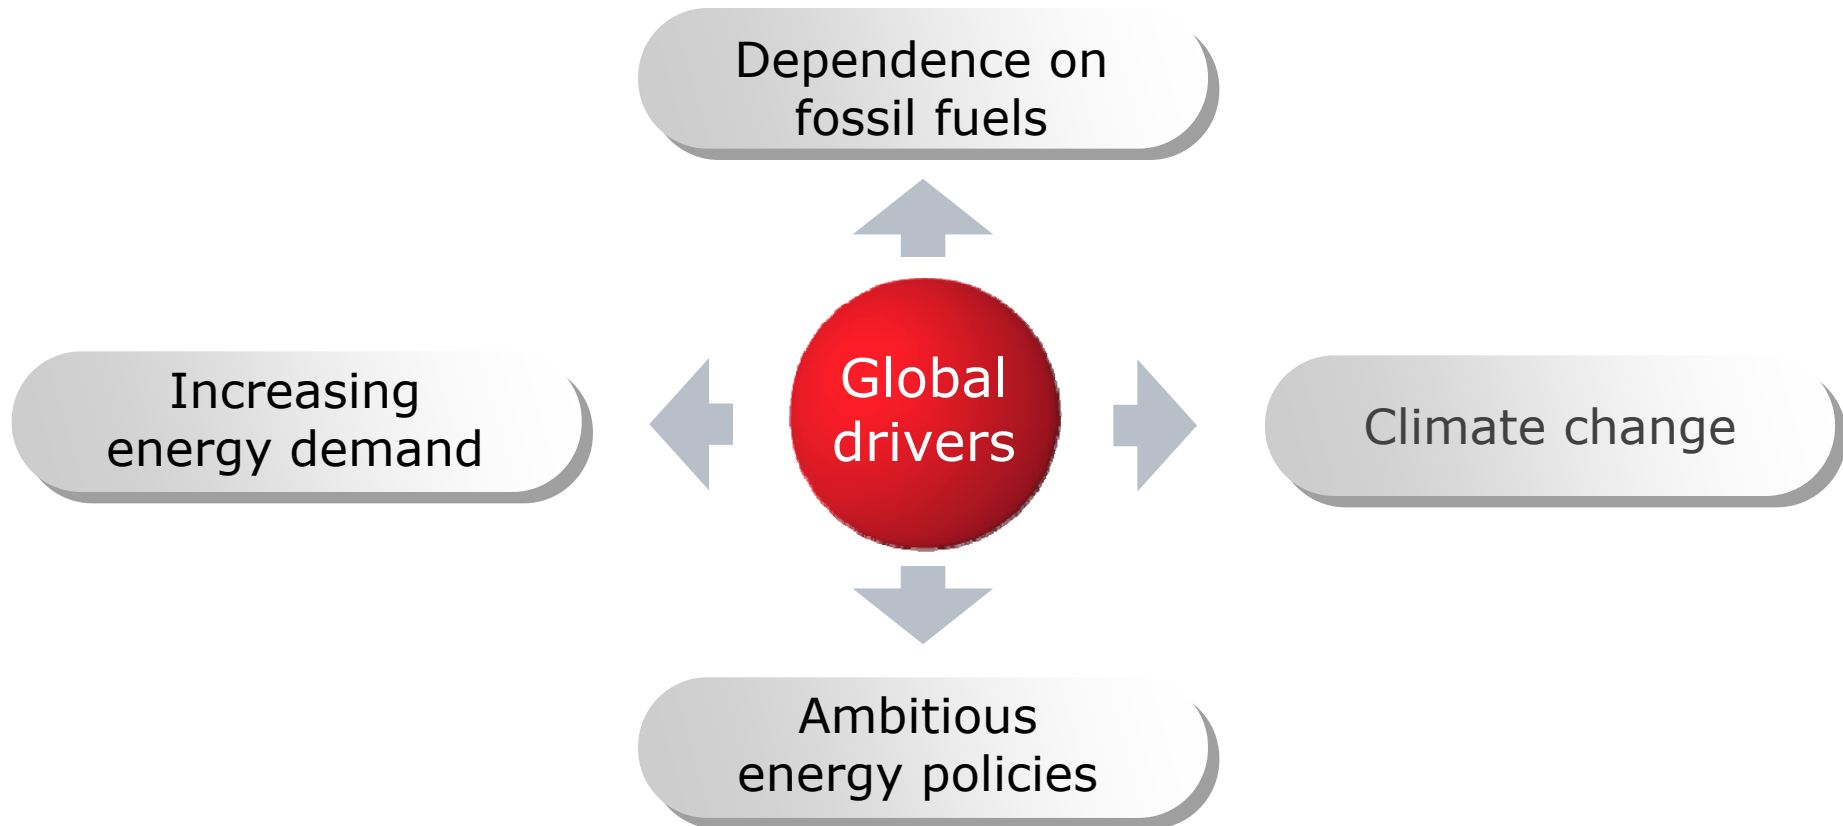 Dependence on
fossil fuels
Increasing
energy demand
Global
drivers
Climate change
Ambitious
energy policies